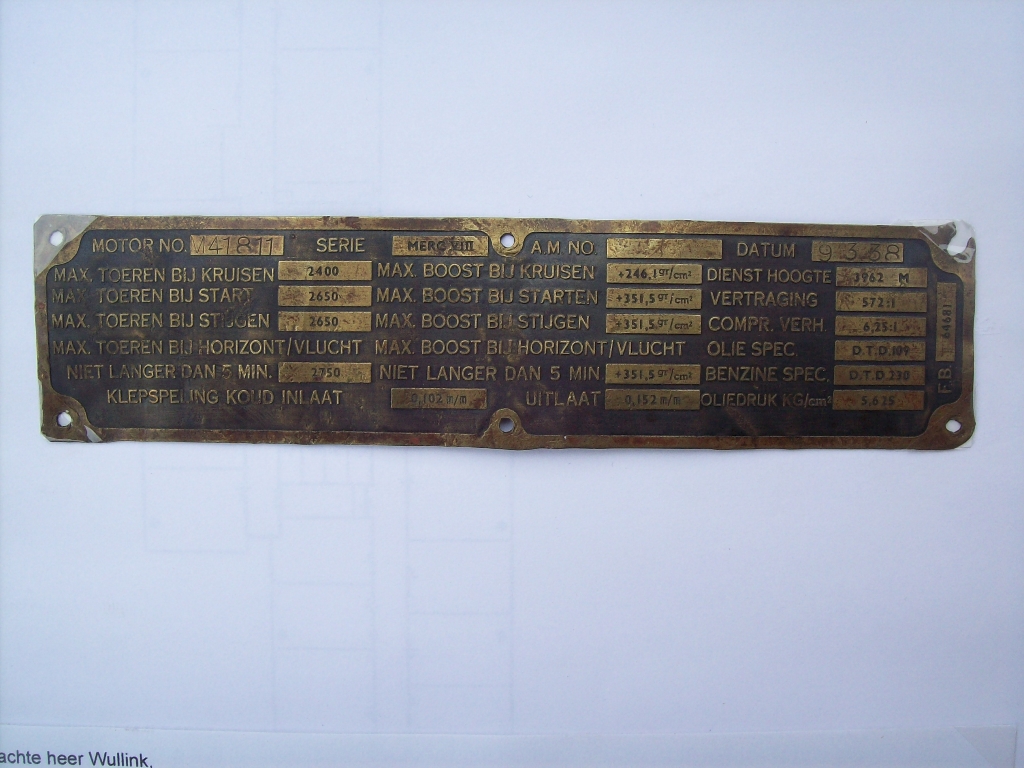 MOTOR NO. M41811 SERIE MERC VIII A.M. NO. DATUM 9 3 38
MAX. TOEREN BIJ KRUISEN 2400 MAX. BOOST BIJ KRUISEN +246,1 gr/cm² DIENST HOOGTE 3962 M
MAX. TOEREN BIJ START 2650 MAX. BOOST BIJ STARTEN +351,5 gr/cm² VERTRAGING 572:1
MAX. TOEREN BIJ STIJGEN 2650 MAX. BOOST BIJ STIJGEN +351,5 gr/cm² COMPR. VERH. 6,25:1
MAX. TOEREN BIJ HORIZONT/VLUCHT MAX. BOOST BIJ HORIZONT/VLUCHT OLIE SPEC. D.T.D.109
NIET LANGER DAN 5 MIN. 2750 NIET LANGER DAN 5 MIN +351,5 gr/cm² BENZINE SPEC. D.T.D.230
KLEPSPELING KOUD INLAAT 0,102 m/m UITLAAT 0,152 m/m OLIEDRUK KG/cm² 5,625
F.B. 64681
achte heer Wullink,